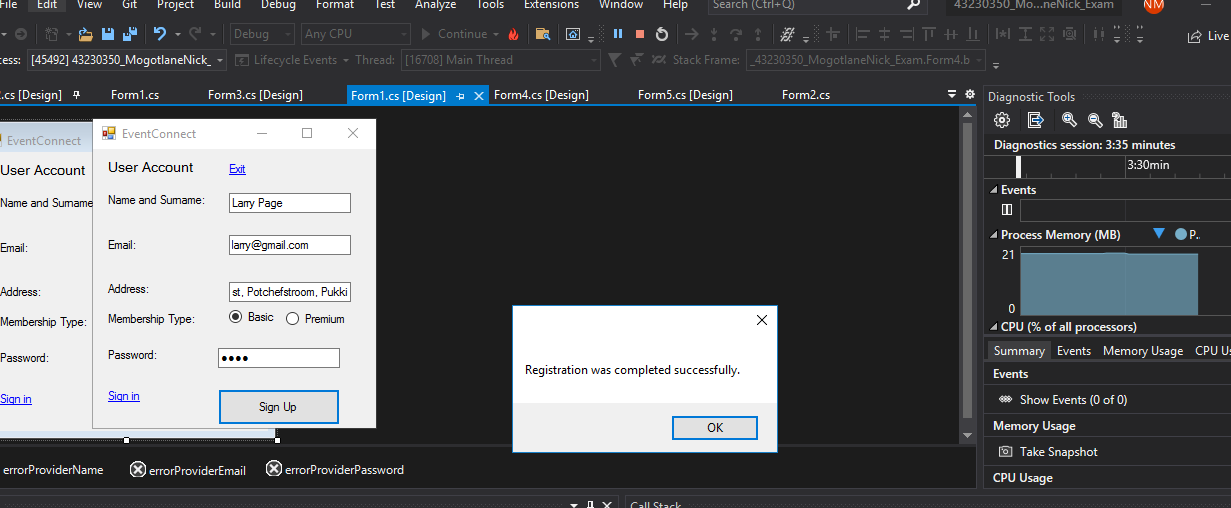 File Edit View Git Project Build Debug Format Test Analyze Tools Extensions Window Help Search (Ctrl+Q) 43230350_Mo...neNick_Exam NM
Debug Any CPU Continue Live
cess: [45492] 43230350_MogotlaneNick_ Lifecycle Events Thread: [16708] Main Thread Stack Frame: _43230350_MogotlaneNick_Exam.Form4.b
.cs [Design] Form1.cs Form3.cs [Design] Form1.cs [Design] Form4.cs [Design] Form5.cs [Design] Form2.cs
Diagnostic Tools
Diagnostics session: 3:35 minutes
3:30min
Events
Process Memory (MB) P..
21
0
CPU (% of all processors)
Summary Events Memory Usage CPU Us
Events
Show Events (0 of 0)
Memory Usage
Take Snapshot
CPU Usage
EventConnect
User Account
Name and Surname
Email:
Address:
Membership Type:
Password:
Sign in
EventConnect
User Account Exit
Name and Surname: Larry Page
Email: larry@gmail.com
Address: st, Potchefstroom, Pukki
Membership Type: Basic Premium
Password: ●●●●
Sign in Sign Up
Registration was completed successfully.
OK
errorProviderName errorProviderEmail errorProviderPassword
Call Stack